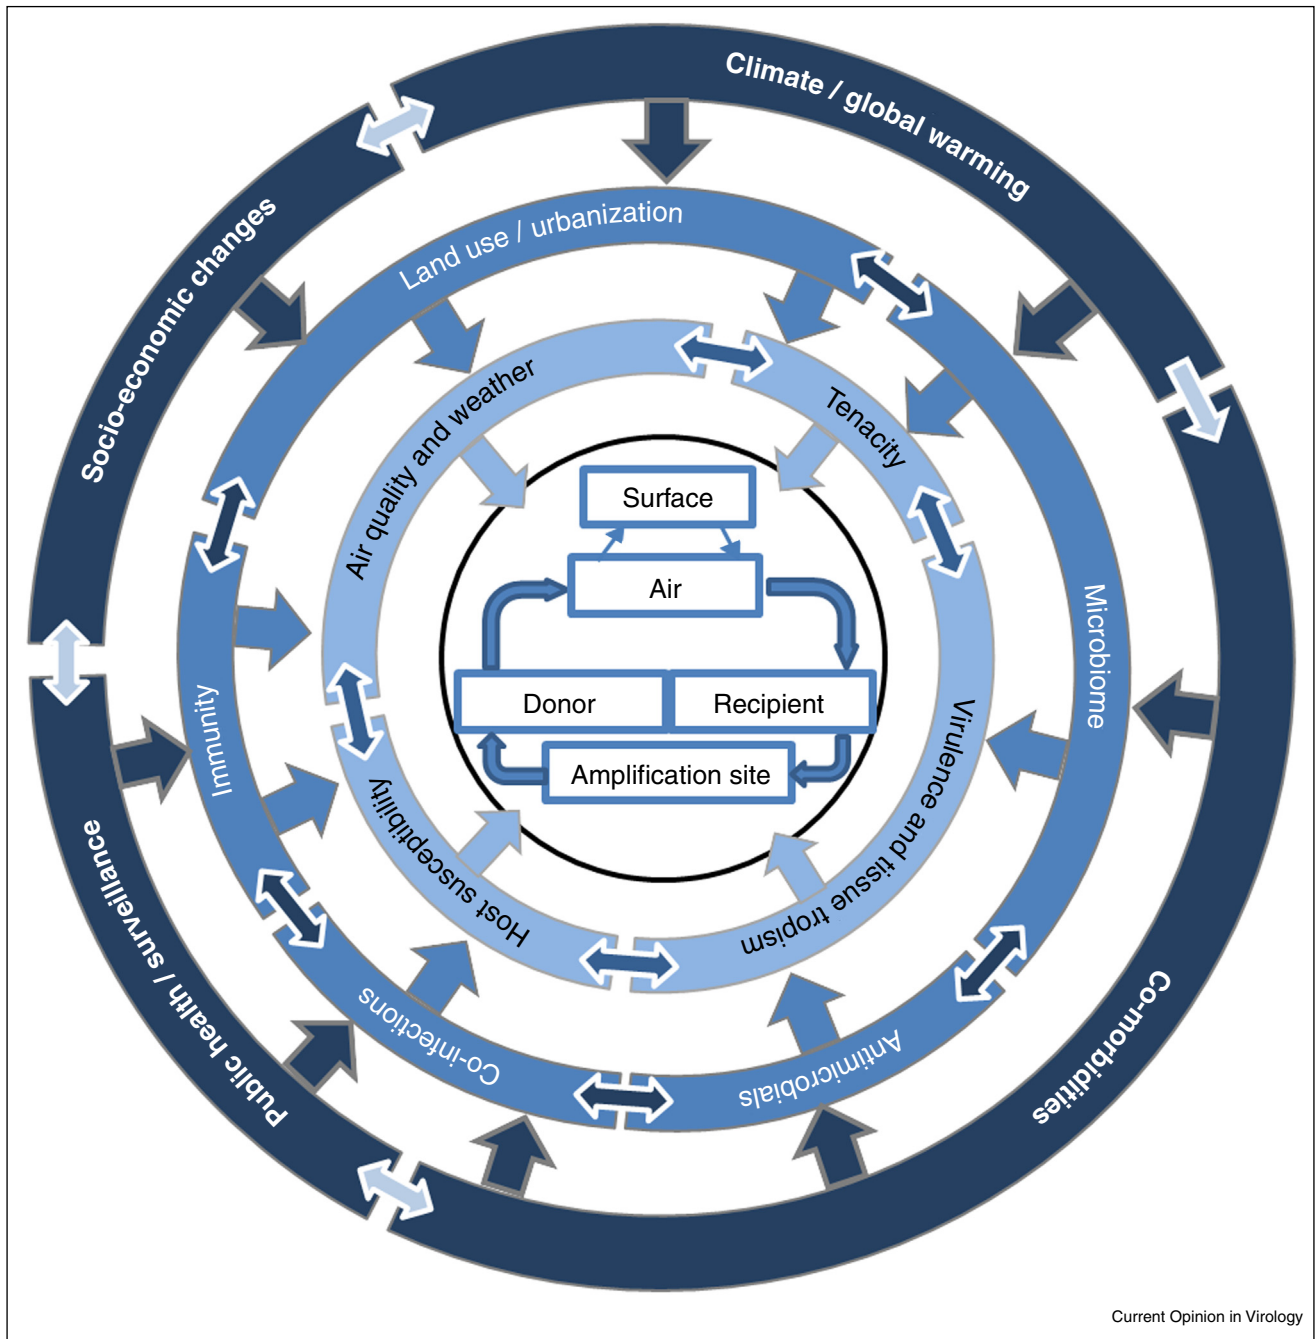 Climate / global warming
Socio-economic changes
Land use / urbanization
Air quality and weather
Tenacity
Surface
Air
Donor
Recipient
Amplification site
Microbiome
Immunity
Host susceptibility
Virulence and tissue tropism
Public health / surveillance
Co-infections
Antimicrobials
Co-morbidities
Current Opinion in Virology